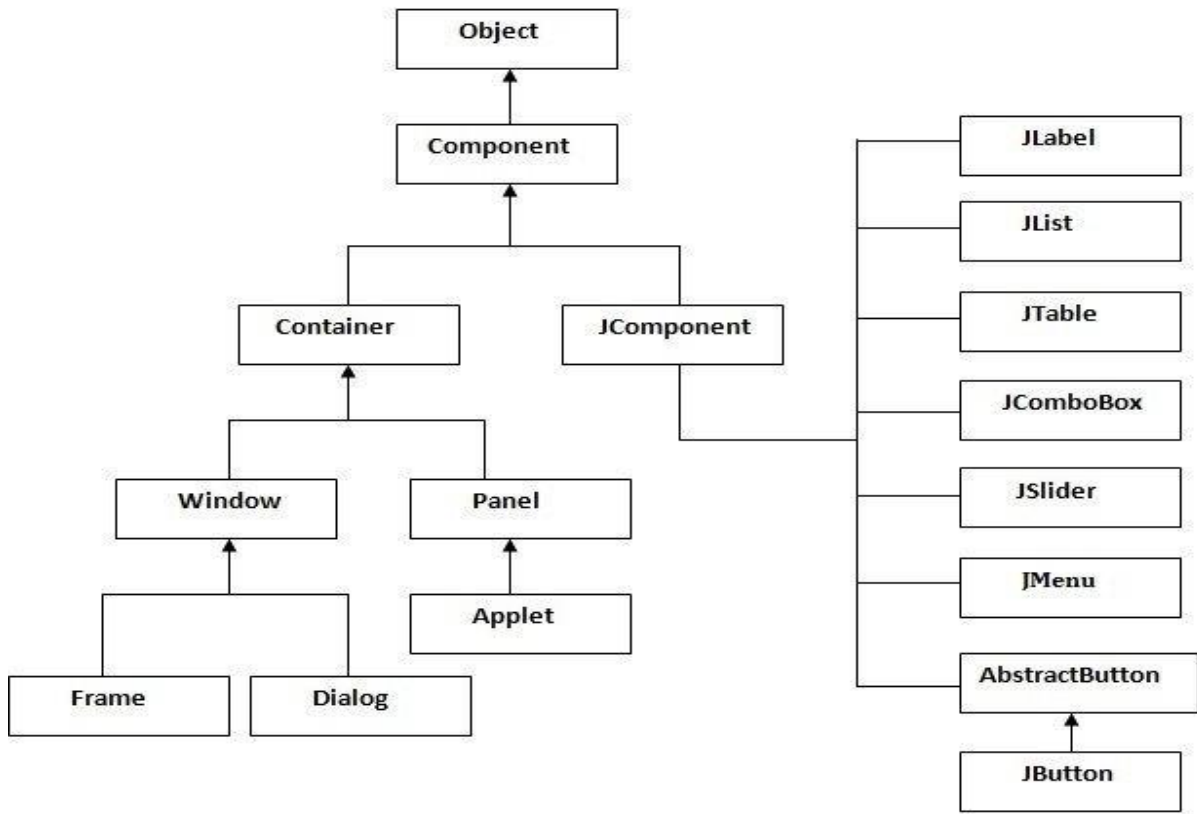 Object
Component
Container
JComponent
Window
Panel
Applet
Frame
Dialog
JLabel
JList
JTable
JComboBox
JSlider
JMenu
AbstractButton
JButton